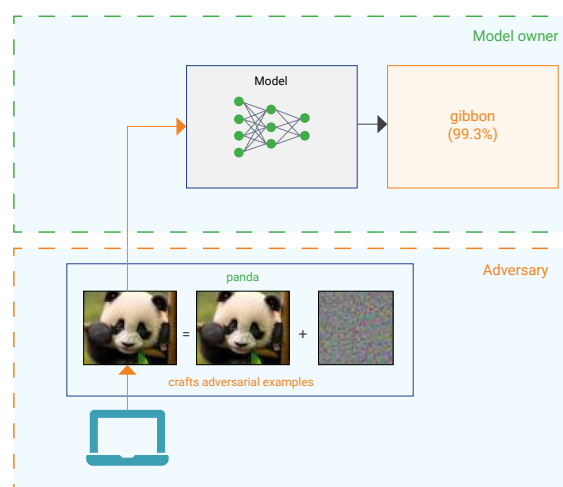 Model owner
Model
gibbon
(99.3%)
Adversary
panda
=
+
crafts adversarial examples